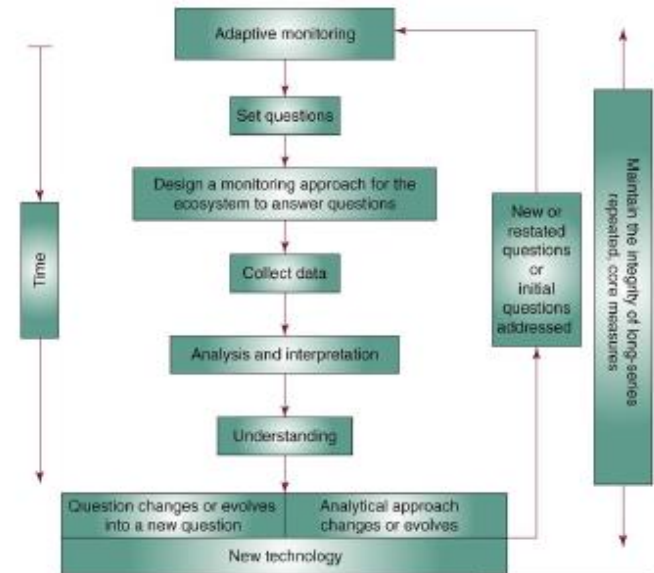 Adaptive monitoring
Set questions
Design a monitoring approach for the
ecosystem to answer questions
Collect data
Analysis and interpretation
Understanding
Question changes or evolves
into a new question
Analytical approach
changes or evolves
New technology
Time
New or
restated
questions
or
initial
questions
addressed
Maintain the integrity of long-series
repeated, core measures